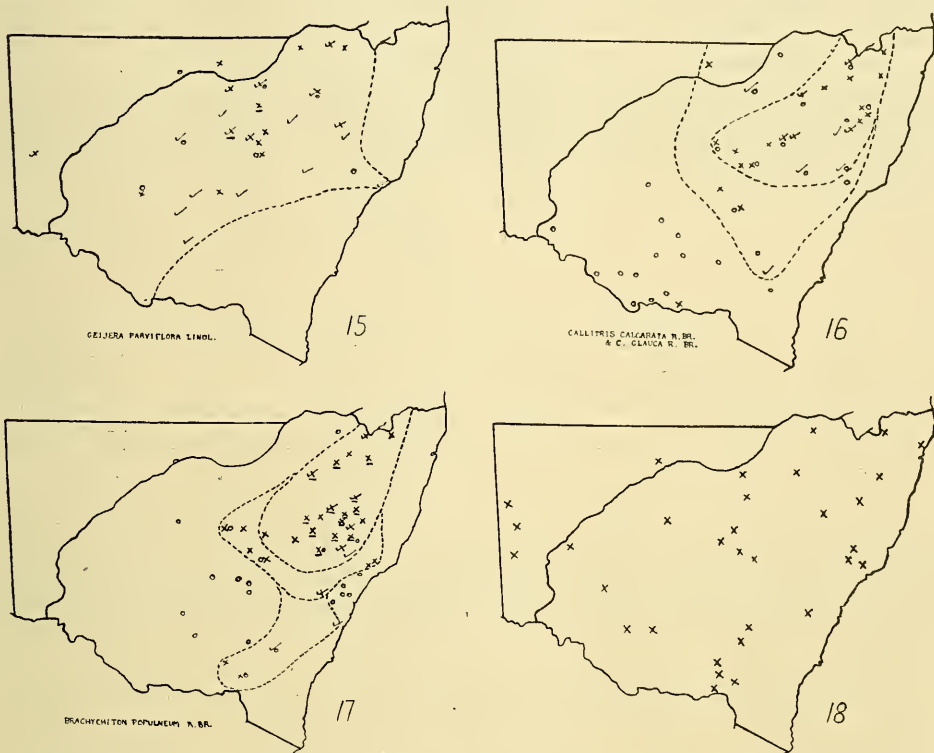 GEIJERA PARVIFLORA LINDL.
15
CALLITRIS CALCARATA R.BR.
& C. GLAUCA R. BR.
16
BRACHYCHITON POPULNEUM R.BR.
17
18